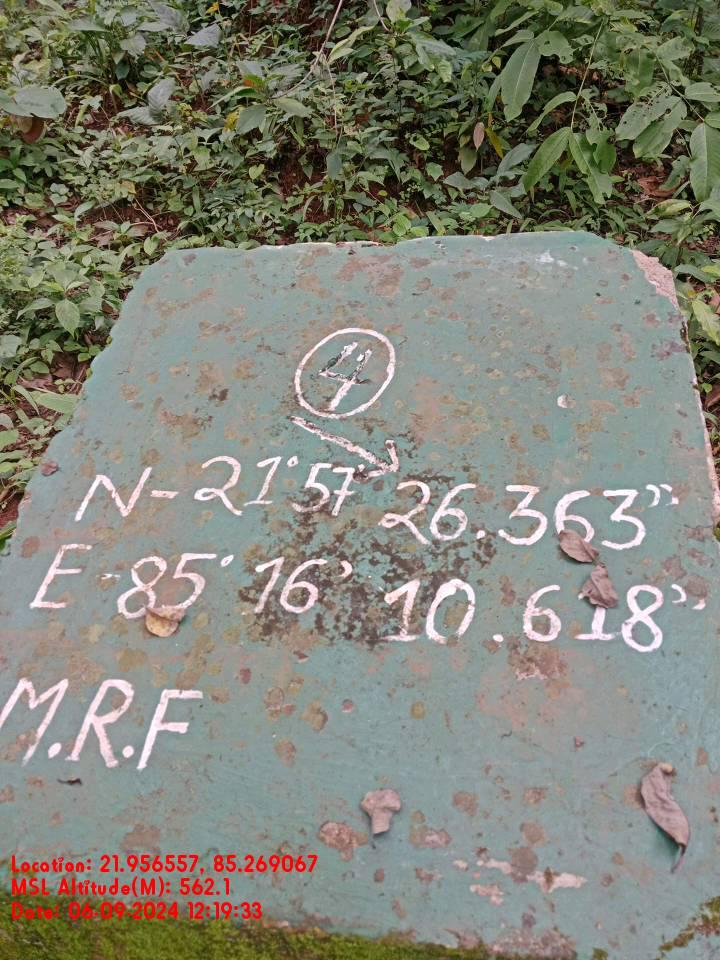 4
N-21°57' 26.363"
E-85°16' 10.618"
M.R.F
Location: 21.956557, 85.269067
MSL Altitude(M): 562.1
Date: 06-09-2024 12:19:33